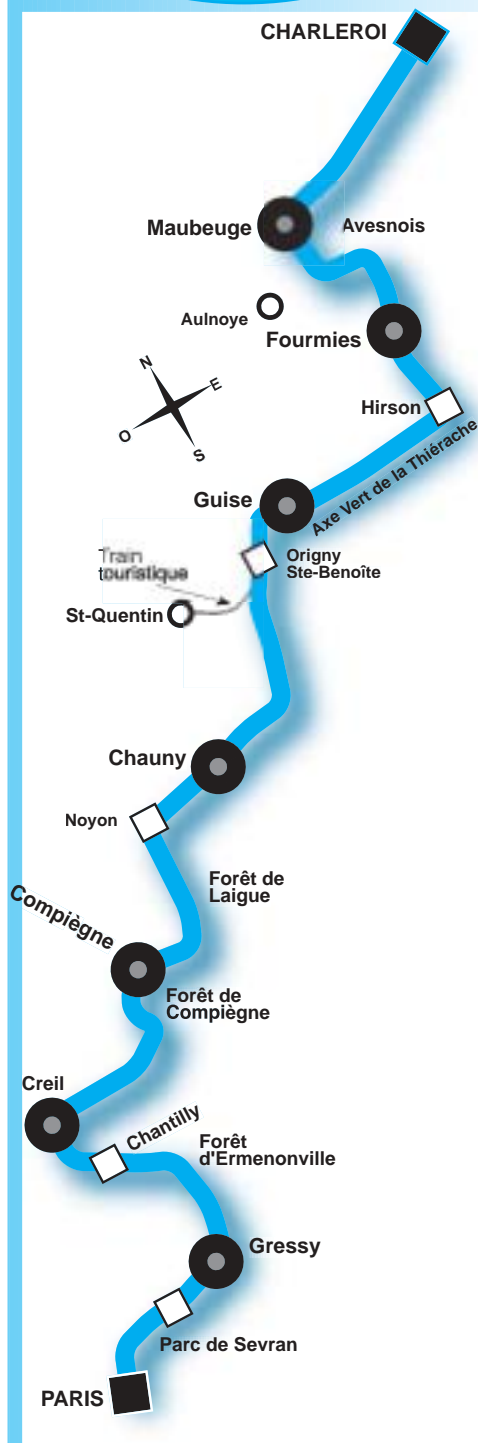 CHARLEROI
Maubeuge
Avesnois
Aulnoye
Fourmies
N
E
O
S
Hirson
Axe Vert de la Thiérache
Guise
Origny
Ste-Benoîte
Train
touristique
St-Quentin
Chauny
Noyon
Forêt de
Laigue
Compiègne
Forêt de
Compiègne
Creil
Chantilly
Forêt
d'Ermenonville
Gressy
Parc de Sevran
PARIS